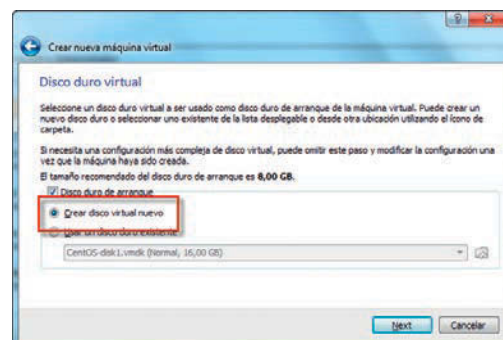 Crear nueva máquina virtual
Disco duro virtual
Seleccione un disco duro virtual a ser usado como disco duro de arranque de la máquina virtual. Puede crear un
nuevo disco duro o seleccionar uno existente de la lista desplegable o desde otra ubicación utilizando el ícono de
carpeta.
Si necesita una configuración más compleja de disco virtual, puede omitir este paso y modificar la configuración una
vez que la máquina haya sido creada.
El tamaño recomendado del disco duro de arranque es 8,00 GB.
Disco duro de arranque
Crear disco virtual nuevo
Usar un disco duro existente
CentOS-disk1.vmdk (Normal, 16,00 GB)
Next
Cancelar